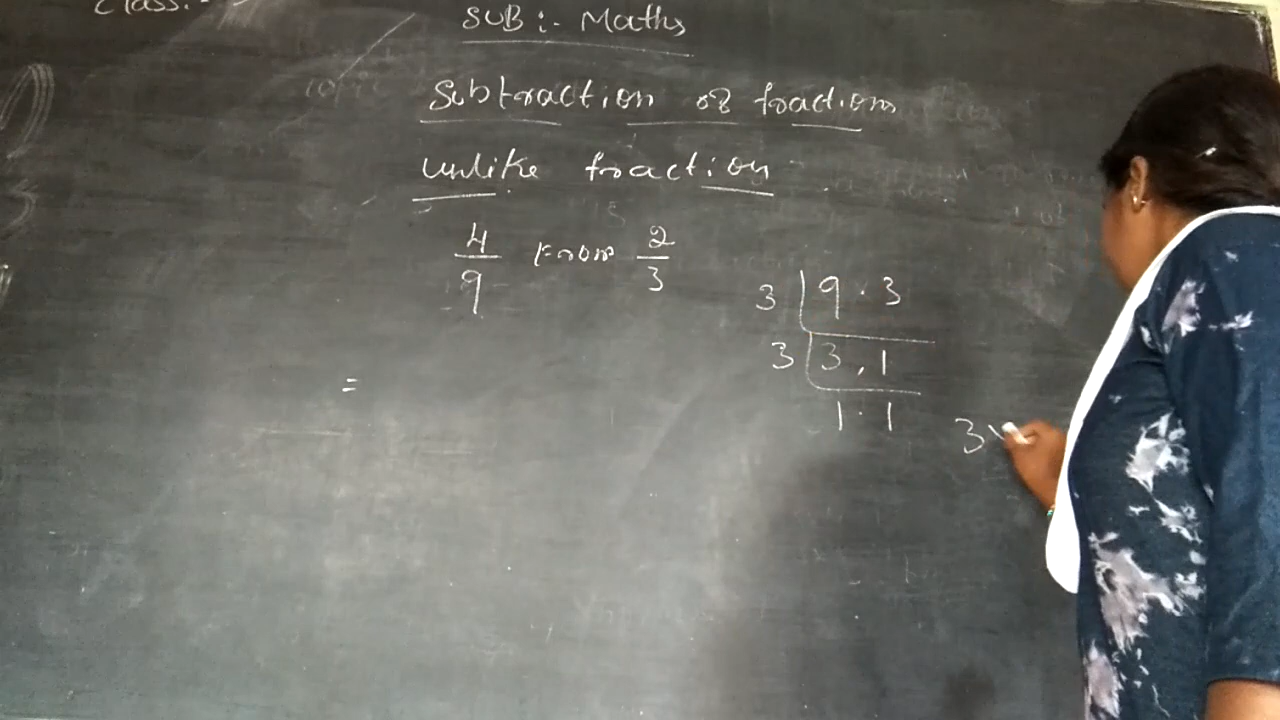 Class:-
SUB :- Maths
Subtraction of fractions
unlike fraction
4/9 from 2/3
3 | 9 . 3
3 | 3 , 1
1 . 1
3 ×
=